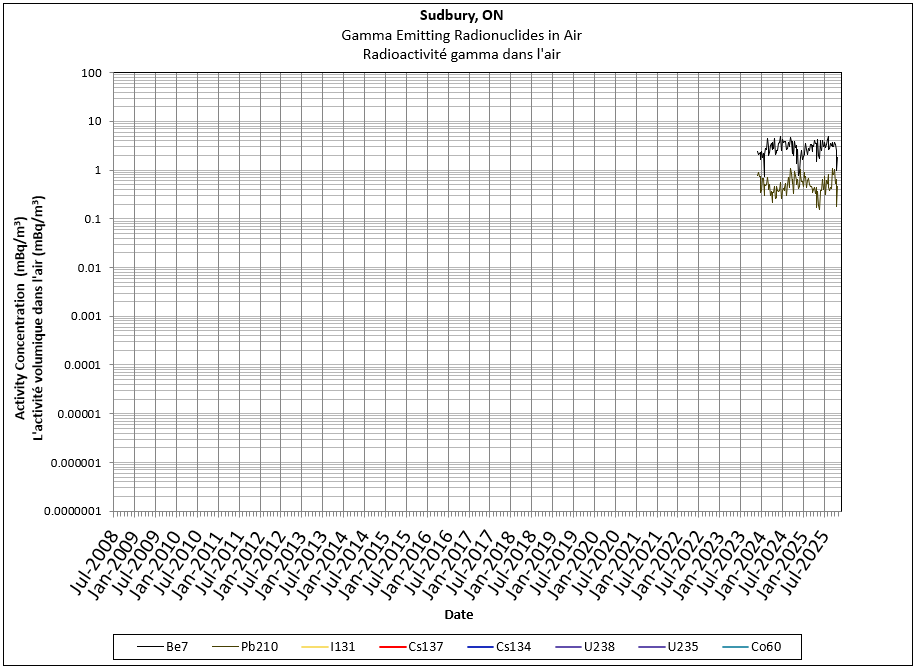 Sudbury, ON
Gamma Emitting Radionuclides in Air
Radioactivité gamma dans l'air
100
10
1
0.1
0.01
0.001
0.0001
0.00001
0.000001
0.0000001
Activity Concentration (mBq/m³)
L'activité volumique dans l'air (mBq/m³)
Jul-2008
Jan-2009
Jul-2009
Jan-2010
Jul-2010
Jan-2011
Jul-2011
Jan-2012
Jul-2012
Jan-2013
Jul-2013
Jan-2014
Jul-2014
Jan-2015
Jul-2015
Jan-2016
Jul-2016
Jan-2017
Jul-2017
Jan-2018
Jul-2018
Jan-2019
Jul-2019
Jan-2020
Jul-2020
Jan-2021
Jul-2021
Jan-2022
Jul-2022
Jan-2023
Jul-2023
Jan-2024
Jul-2024
Jan-2025
Jul-2025
Date
Be7 Pb210 I131 Cs137 Cs134 U238 U235 Co60